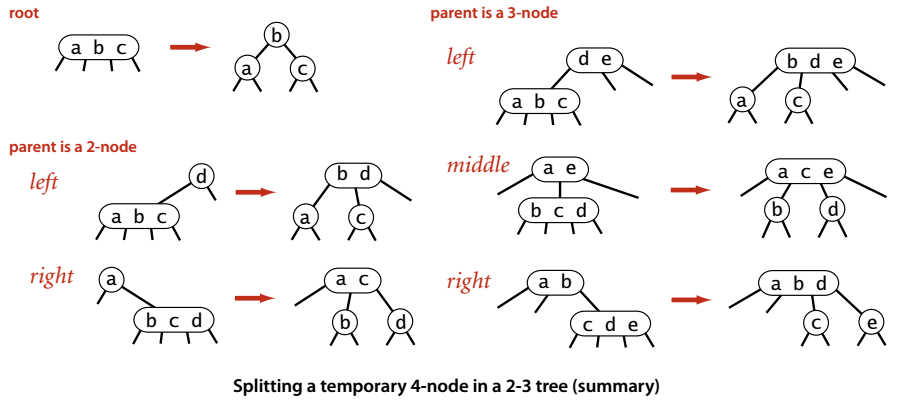 root
a b c
b
a c
parent is a 2-node
left
d
a b c
b d
a c
right
a
b c d
a c
b d
parent is a 3-node
left
d e
a b c
b d e
a c
middle
a e
b c d
a c e
b d
right
a b
c d e
a b d
c e
Splitting a temporary 4-node in a 2-3 tree (summary)